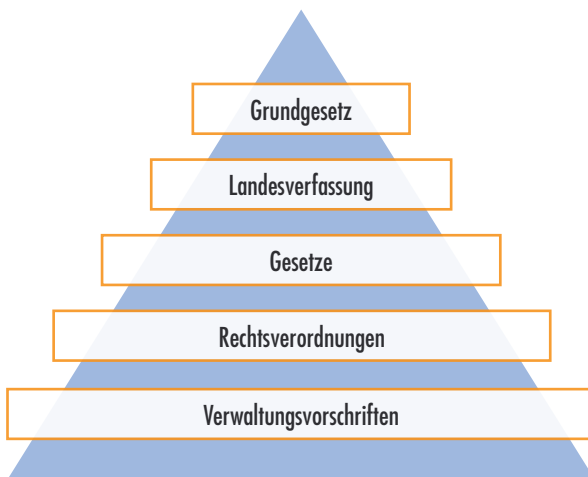 Grundgesetz
Landesverfassung
Gesetze
Rechtsverordnungen
Verwaltungsvorschriften